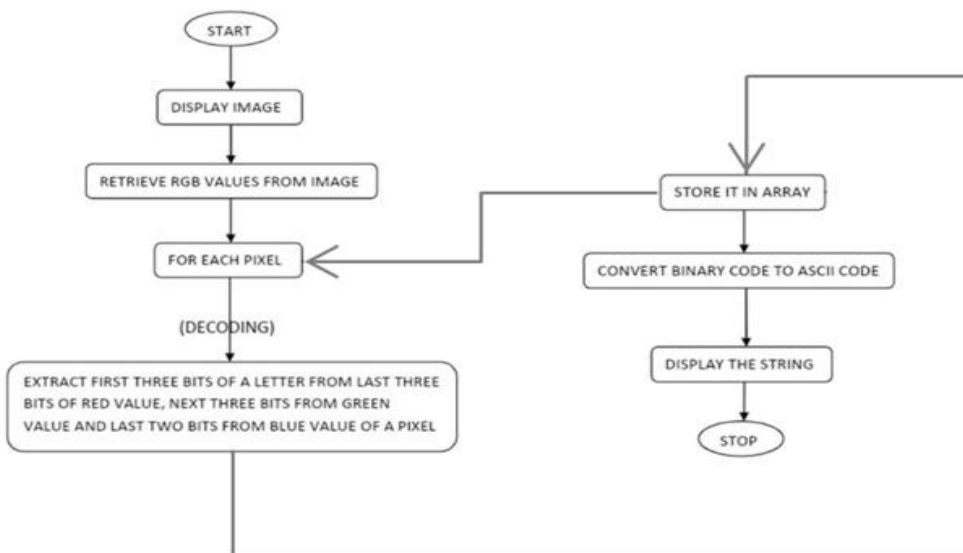 START
DISPLAY IMAGE
RETRIEVE RGB VALUES FROM IMAGE
FOR EACH PIXEL
(DECODING)
EXTRACT FIRST THREE BITS OF A LETTER FROM LAST THREE
BITS OF RED VALUE, NEXT THREE BITS FROM GREEN
VALUE AND LAST TWO BITS FROM BLUE VALUE OF A PIXEL
STORE IT IN ARRAY
CONVERT BINARY CODE TO ASCII CODE
DISPLAY THE STRING
STOP